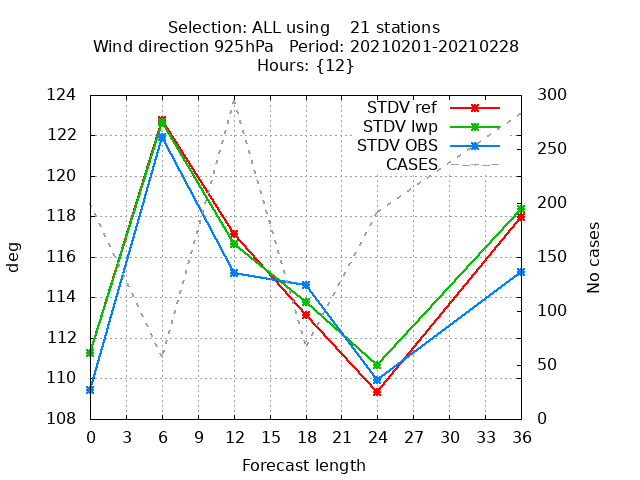 Selection: ALL using    21 stations
Wind direction 925hPa   Period: 20210201-20210228
Hours: {12}
STDV ref
STDV lwp
STDV OBS
CASES
124
122
120
118
116
114
112
110
108
300
250
200
150
100
50
0
deg
No cases
0 3 6 9 12 15 18 21 24 27 30 33 36
Forecast length